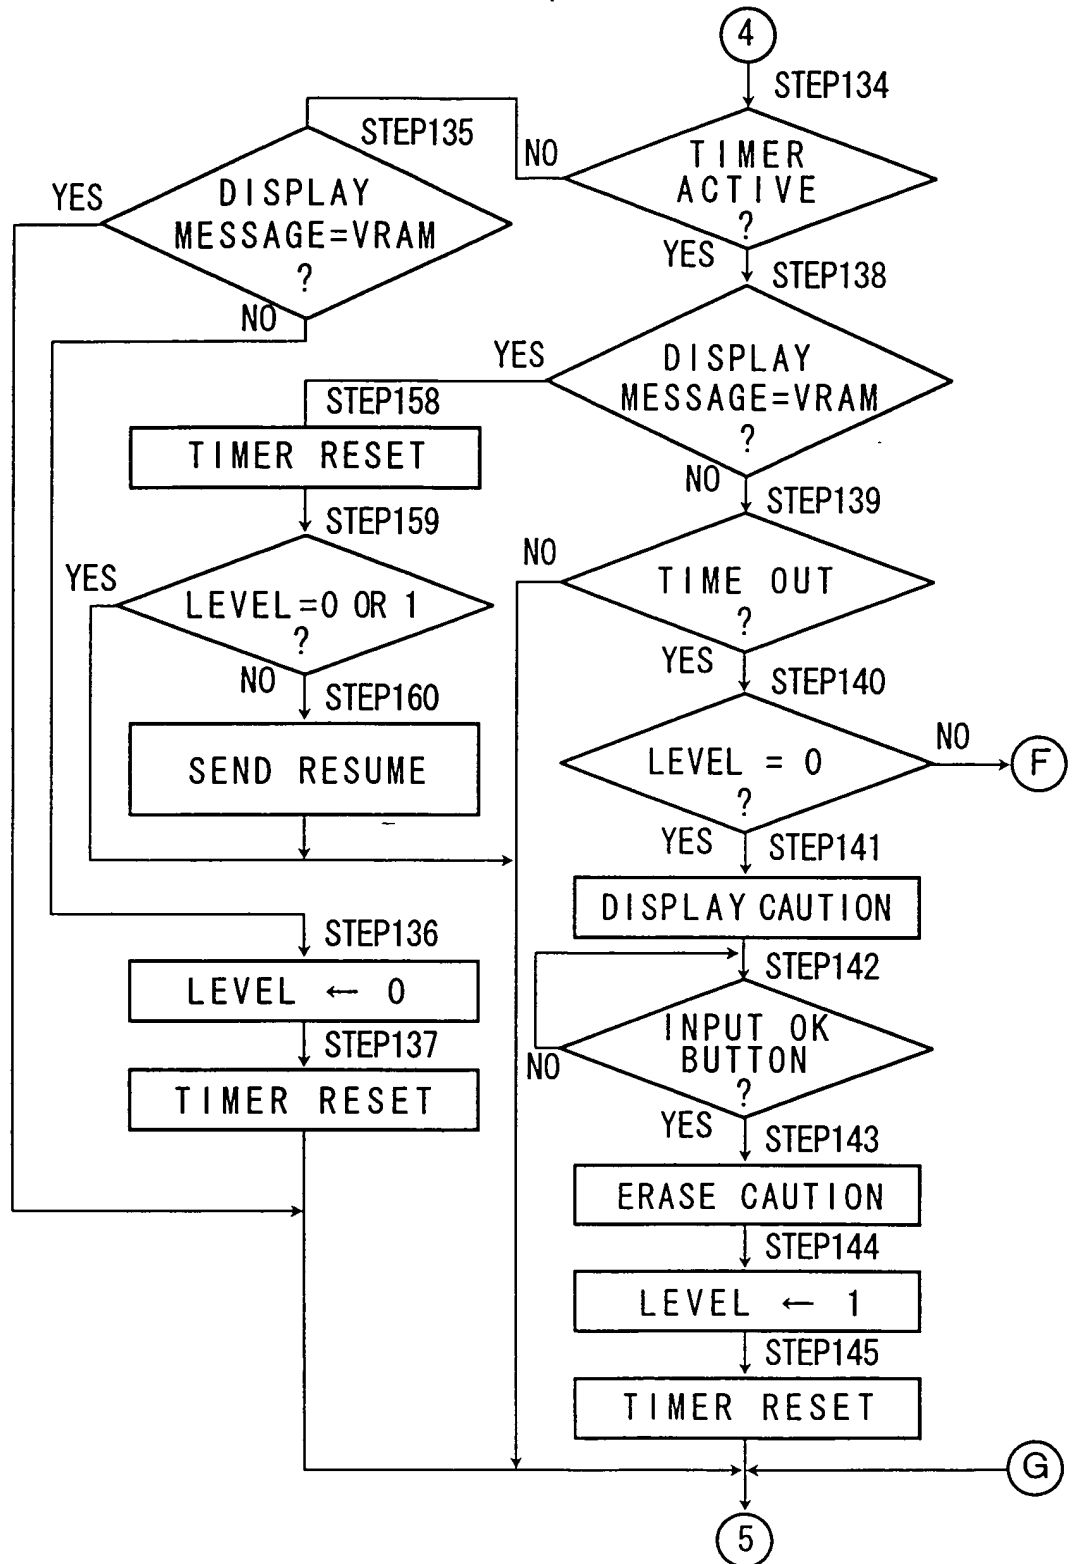 4
STEP134
TIMER
ACTIVE
?
NO
YES
STEP135
DISPLAY
MESSAGE=VRAM
?
YES
NO
STEP138
DISPLAY
MESSAGE=VRAM
?
YES
NO
STEP158
TIMER RESET
STEP159
LEVEL=0 OR 1
?
YES
NO
STEP160
SEND RESUME
STEP139
TIME OUT
?
NO
YES
STEP140
LEVEL = 0
?
NO
F
YES
STEP141
DISPLAY CAUTION
STEP136
LEVEL ← 0
STEP137
TIMER RESET
STEP142
INPUT OK
BUTTON
?
NO
YES
STEP143
ERASE CAUTION
STEP144
LEVEL ← 1
STEP145
TIMER RESET
G
5